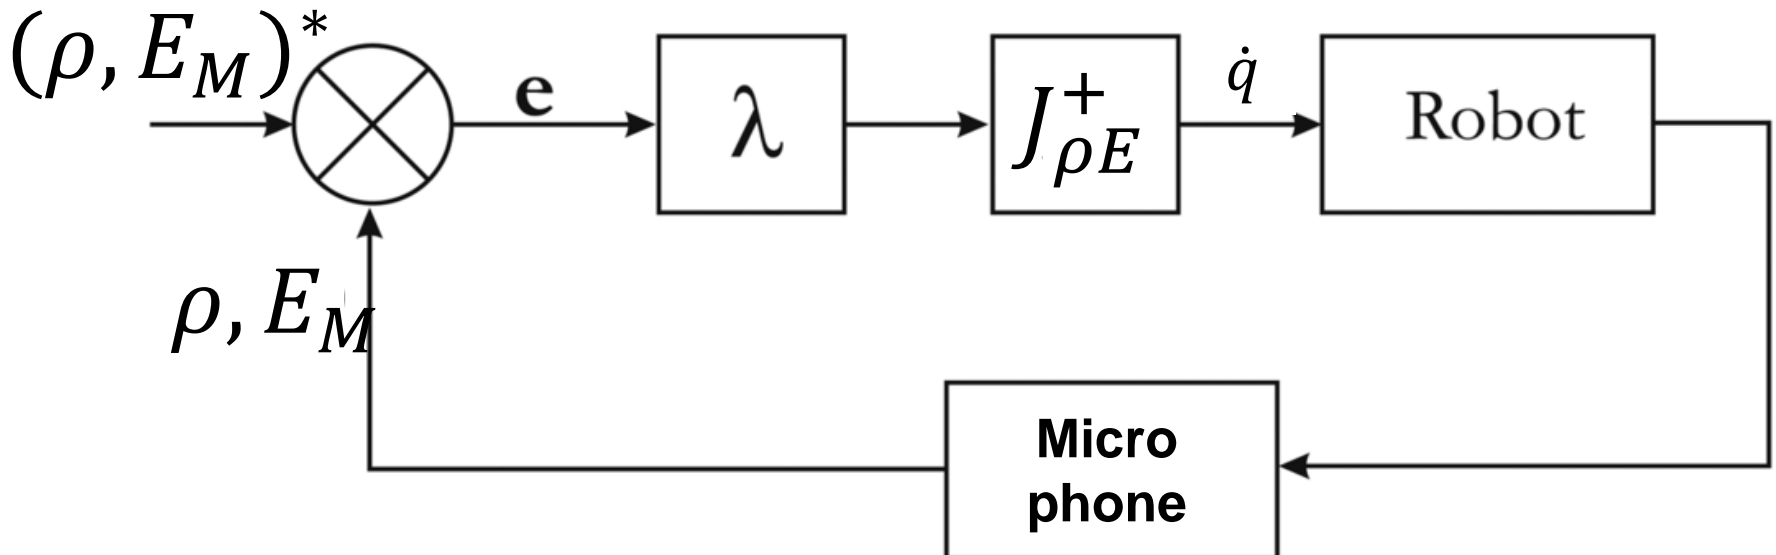 (ρ, E_M)*
e
λ
J⁺_ρE
q̇
Robot
ρ, E_M
Micro
phone